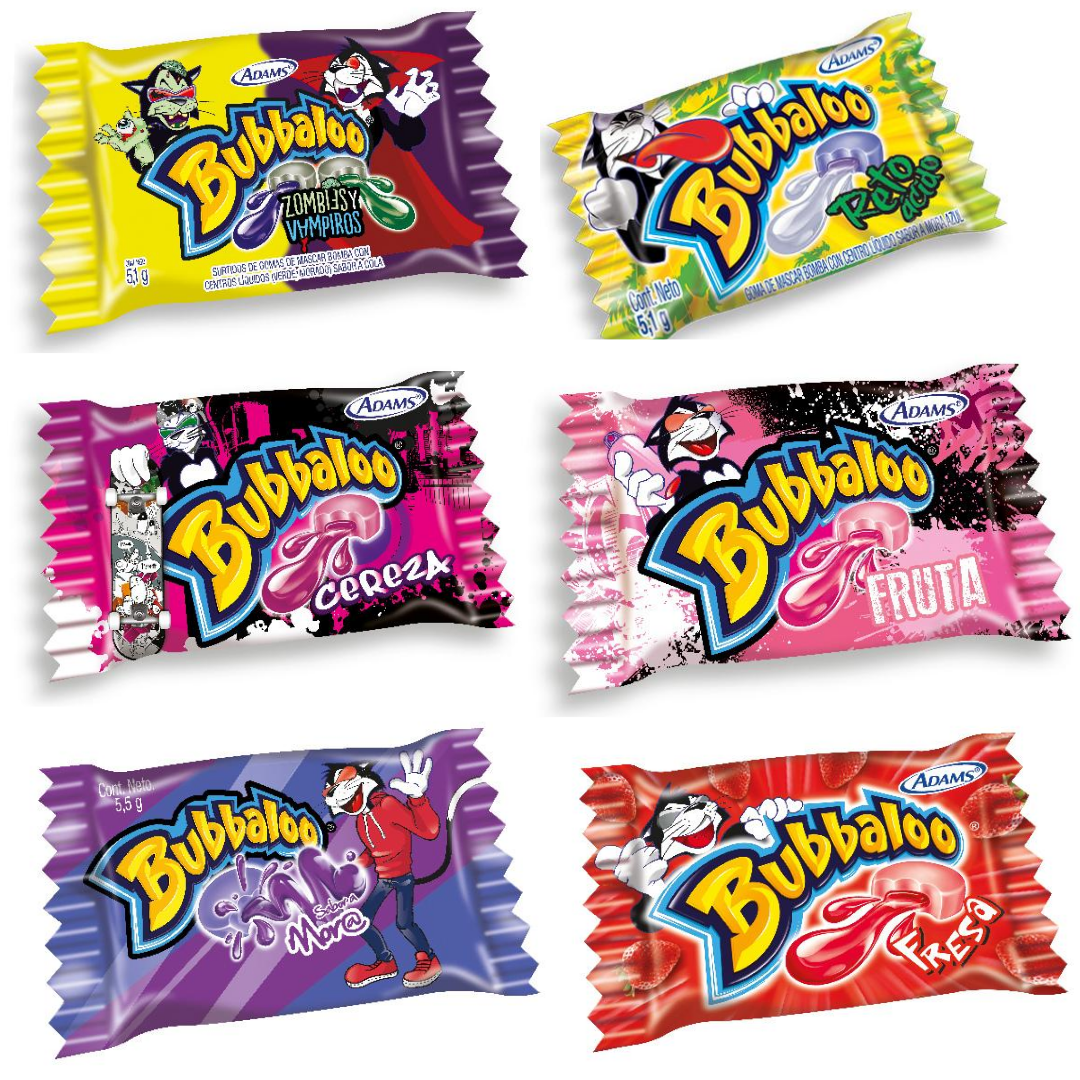 ADAMS®
Bubbaloo®
ZOMBIES Y
VAMPIROS
5,1 g
SURTIDOS DE GOMAS DE MASCAR BOMBA CON
CENTROS LÍQUIDOS (VERDE, MORADO) SABOR A COLA
ADAMS®
Bubbaloo®
Reto
ácido
Cont. Neto
5,1 g
GOMA DE MASCAR BOMBA CON CENTRO LÍQUIDO SABOR A MORA AZUL
ADAMS®
Bubbaloo®
CEREZA
ADAMS®
Bubbaloo®
FRUTA
Cont. Neto.
5,5 g
Bubbaloo®
Sabor a
Mor@
ADAMS®
Bubbaloo®
FRESa